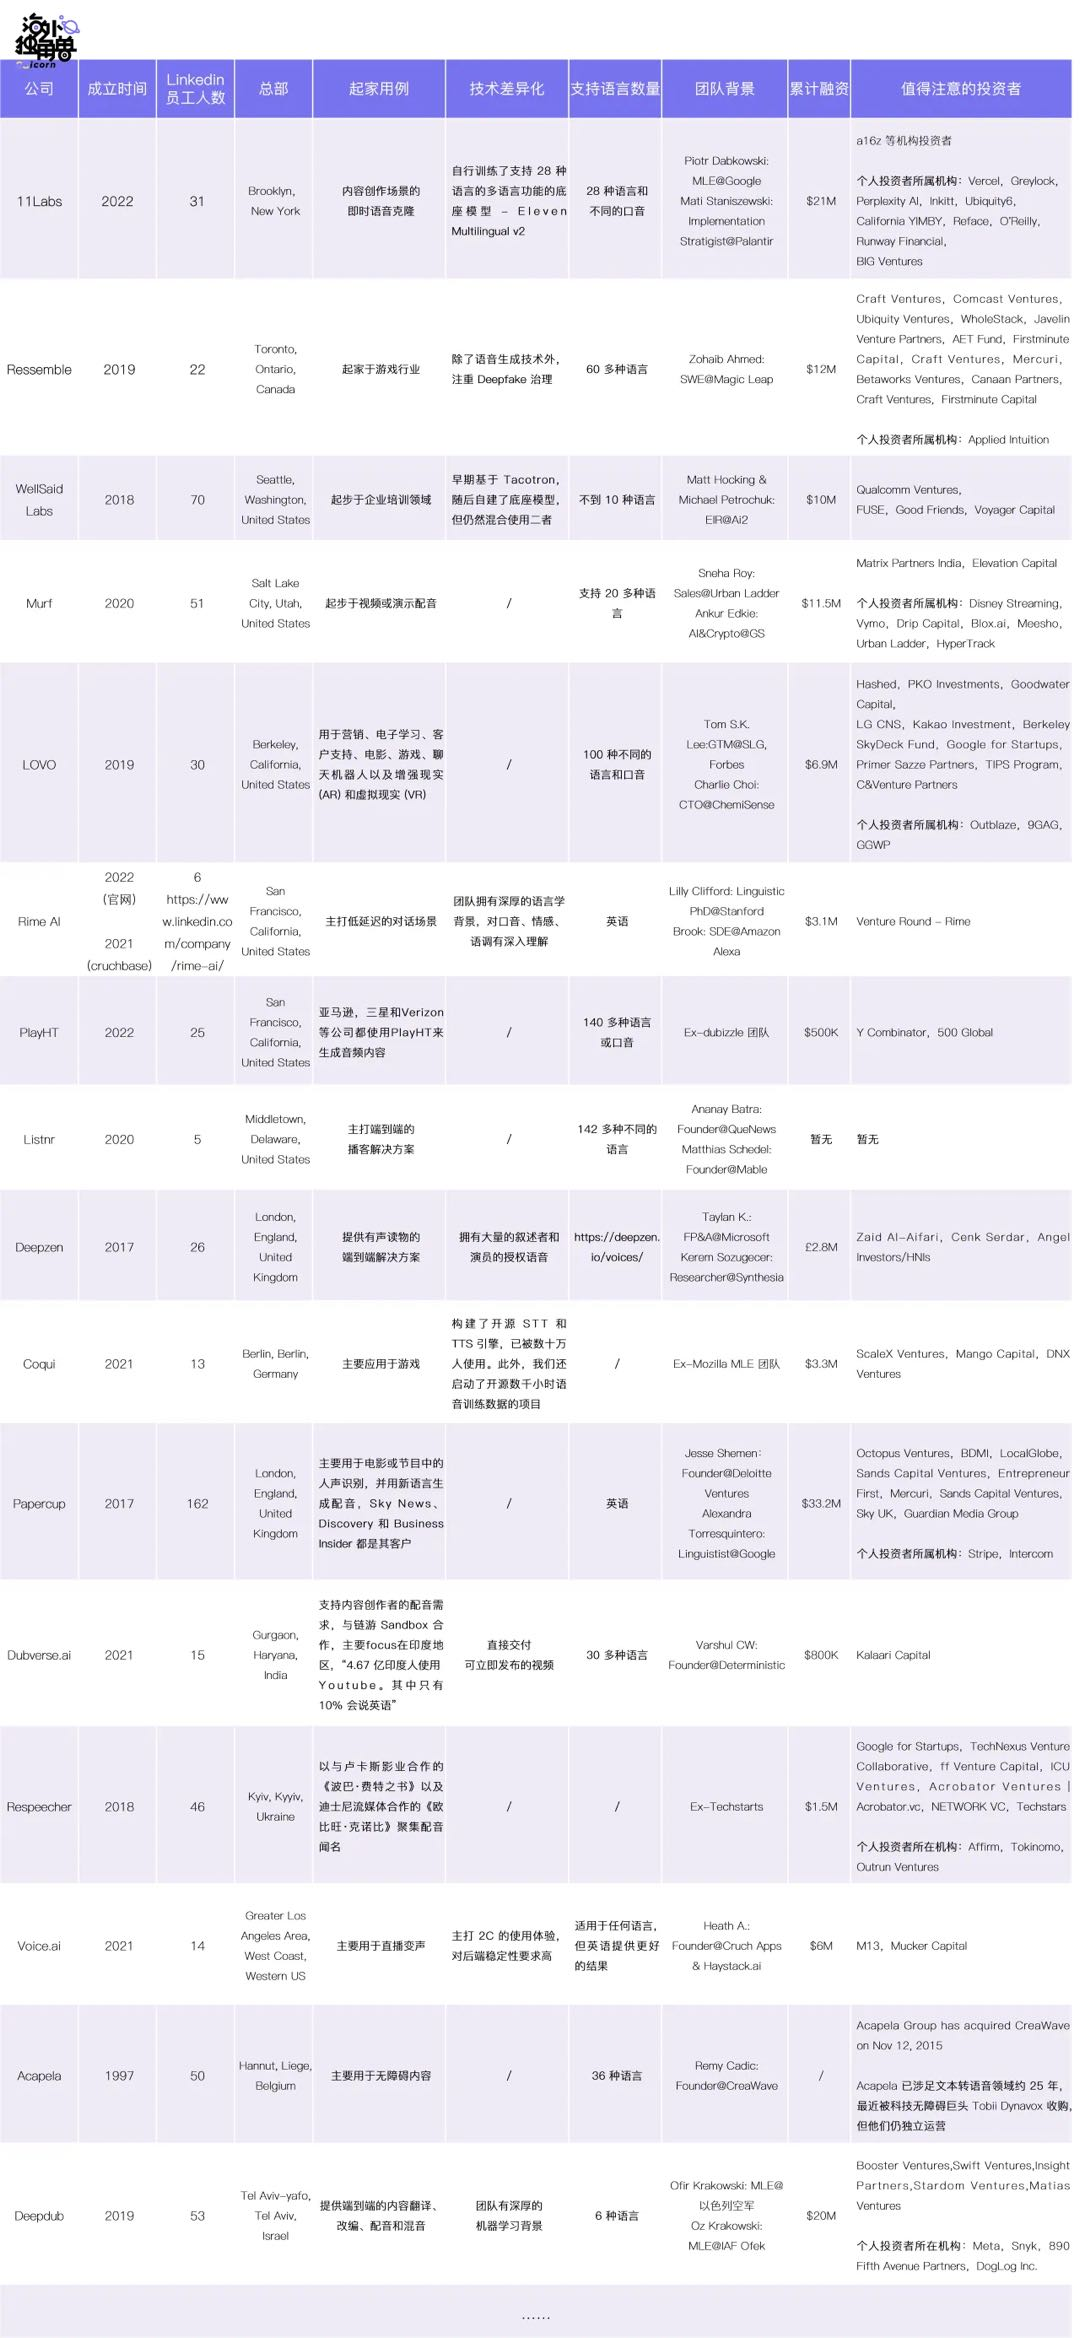 海外
独角兽
unicorn
公司
成立时间
Linkedin
员工人数
总部
起家用例
技术差异化
支持语言数量
团队背景
累计融资
值得注意的投资者
11Labs
2022
31
Brooklyn,
New York
内容创作场景的
即时语音克隆
自行训练了支持 28 种
语言的多语言功能的底
座模型 – Eleven
Multilingual v2
28 种语言和
不同的口音
Piotr Dabkowski:
MLE@Google
Mati Staniszewski:
Implementation
Stratigist@Palantir
$21M
a16z 等机构投资者
个人投资者所属机构：Vercel，Greylock，
Perplexity AI，Inkitt，Ubiquity6，
California YIMBY，Reface，O'Reilly，
Runway Financial，
BIG Ventures
Ressemble
2019
22
Toronto,
Ontario,
Canada
起家于游戏行业
除了语音生成技术外，
注重 Deepfake 治理
60 多种语言
Zohaib Ahmed:
SWE@Magic Leap
$12M
Craft Ventures，Comcast Ventures，
Ubiquity Ventures，WholeStack，Javelin
Venture Partners，AET Fund，Firstminute
Capital，Craft Ventures，Mercuri，
Betaworks Ventures，Canaan Partners，
Craft Ventures，Firstminute Capital
个人投资者所属机构：Applied Intuition
WellSaid
Labs
2018
70
Seattle,
Washington,
United States
起步于企业培训领域
早期基于 Tacotron，
随后自建了底座模型，
但仍然混合使用二者
不到 10 种语言
Matt Hocking &
Michael Petrochuk:
EIR@Ai2
$10M
Qualcomm Ventures，
FUSE，Good Friends，Voyager Capital
Murf
2020
51
Salt Lake
City, Utah,
United States
起步于视频或演示配音
/
支持 20 多种语
言
Sneha Roy:
Sales@Urban Ladder
Ankur Edkie:
AI&Crypto@GS
$11.5M
Matrix Partners India，Elevation Capital
个人投资者所属机构：Disney Streaming，
Vymo，Drip Capital，Blox.ai，Meesho，
Urban Ladder，HyperTrack
LOVO
2019
30
Berkeley,
California,
United States
用于营销、电子学习、客
户支持、电影、游戏、聊
天机器人以及增强现实
(AR) 和虚拟现实 (VR)
/
100 种不同的
语言和口音
Tom S.K.
Lee:GTM@SLG,
Forbes
Charlie Choi:
CTO@ChemiSense
$6.9M
Hashed，PKO Investments，Goodwater
Capital，
LG CNS，Kakao Investment，Berkeley
SkyDeck Fund，Google for Startups，
Primer Sazze Partners，TIPS Program，
C&Venture Partners
个人投资者所属机构：Outblaze，9GAG，
GGWP
Rime AI
2022
（官网）
2021
（cruchbase）
6
https://ww
w.linkedin.co
m/company
/rime-ai/
San
Francisco,
California,
United States
主打低延迟的对话场景
团队拥有深厚的语言学
背景，对口音、情感、
语调有深入理解
英语
Lilly Clifford: Linguistic
PhD@Stanford
Brook: SDE@Amazon
Alexa
$3.1M
Venture Round – Rime
PlayHT
2022
25
San
Francisco,
California,
United States
亚马逊，三星和Verizon
等公司都使用PlayHT来
生成音频内容
/
140 多种语言
或口音
Ex-dubizzle 团队
$500K
Y Combinator，500 Global
Listnr
2020
5
Middletown,
Delaware,
United States
主打端到端的
播客解决方案
/
142 多种不同的
语言
Ananay Batra:
Founder@QueNews
Matthias Schedel:
Founder@Mable
暂无
暂无
Deepzen
2017
26
London,
England,
United
Kingdom
提供有声读物的
端到端解决方案
拥有大量的叙述者和
演员的授权语音
https://deepzen.
io/voices/
Taylan K.:
FP&A@Microsoft
Kerem Sozugecer:
Researcher@Synthesia
£2.8M
Zaid Al-Aifari，Cenk Serdar，Angel
Investors/HNIs
Coqui
2021
13
Berlin, Berlin,
Germany
主要应用于游戏
构建了开源 STT 和
TTS 引擎，已被数十万
人使用。此外，我们还
启动了开源数千小时语
音训练数据的项目
/
Ex-Mozilla MLE 团队
$3.3M
ScaleX Ventures，Mango Capital，DNX
Ventures
Papercup
2017
162
London,
England,
United
Kingdom
主要用于电影或节目中的
人声识别，并用新语言生
成配音，Sky News、
Discovery 和 Business
Insider 都是其客户
/
英语
Jesse Shemen：
Founder@Deloitte
Ventures
Alexandra
Torresquintero:
Linguistist@Google
$33.2M
Octopus Ventures，BDMI，LocalGlobe，
Sands Capital Ventures，Entrepreneur
First，Mercuri，Sands Capital Ventures，
Sky UK，Guardian Media Group
个人投资者所属机构：Stripe，Intercom
Dubverse.ai
2021
15
Gurgaon,
Haryana,
India
支持内容创作者的配音需
求，与链游 Sandbox 合
作，主要focus在印度地
区，“4.67 亿印度人使用
Youtube。其中只有
10% 会说英语”
直接交付
可立即发布的视频
30 多种语言
Varshul CW:
Founder@Deterministic
$800K
Kalaari Capital
Respeecher
2018
46
Kyiv, Kyyiv,
Ukraine
以与卢卡斯影业合作的
《波巴·费特之书》以及
迪士尼流媒体合作的《欧
比旺·克诺比》聚集配音
闻名
/
/
Ex-Techstarts
$1.5M
Google for Startups，TechNexus Venture
Collaborative，ff Venture Capital，ICU
Ventures，Acrobator Ventures |
Acrobator.vc，NETWORK VC，Techstars
个人投资者所在机构：Affirm，Tokinomo，
Outrun Ventures
Voice.ai
2021
14
Greater Los
Angeles Area,
West Coast,
Western US
主要用于直播变声
主打 2C 的使用体验，
对后端稳定性要求高
适用于任何语言，
但英语提供更好
的结果
Heath A.:
Founder@Cruch Apps
& Haystack.ai
$6M
M13，Mucker Capital
Acapela
1997
50
Hannut, Liege,
Belgium
主要用于无障碍内容
/
36 种语言
Remy Cadic:
Founder@CreaWave
/
Acapela Group has acquired CreaWave
on Nov 12, 2015
Acapela 已涉足文本转语音领域约 25 年，
最近被科技无障碍巨头 Tobii Dynavox 收购，
但他们仍独立运营
Deepdub
2019
53
Tel Aviv-yafo,
Tel Aviv,
Israel
提供端到端的内容翻译、
改编、配音和混音
团队有深厚的
机器学习背景
6 种语言
Ofir Krakowski: MLE@
以色列空军
Oz Krakowski:
MLE@IAF Ofek
$20M
Booster Ventures,Swift Ventures,Insight
Partners,Stardom Ventures,Matias
Ventures
个人投资者所在机构：Meta，Snyk，890
Fifth Avenue Partners，DogLog Inc.
……